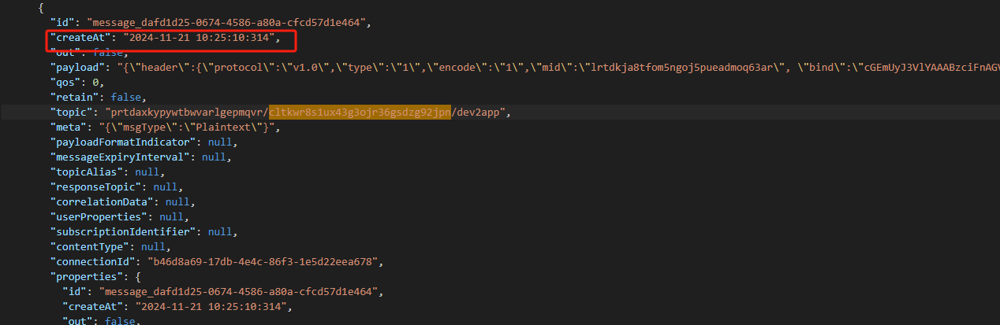 {
"id": "message_dafd1d25-0674-4586-a80a-cfcd57d1e464",
"createAt": "2024-11-21 10:25:10:314",
"out": false,
"payload": "{\"header\":{\"protocol\":\"v1.0\",\"type\":\"1\",\"encode\":\"1\",\"mid\":\"lrtdkja8tfom5ngoj5pueadmoq63ar\", \"bind\":\"cGEmUyJ3VlYAAABzciFnAGV
"qos": 0,
"retain": false,
"topic": "prtdaxkypywtbwvarlgepmqvr/cltkwr8s1ux43g3ojr36gsdzg92jpn/dev2app",
"meta": "{\"msgType\":\"Plaintext\"}",
"payloadFormatIndicator": null,
"messageExpiryInterval": null,
"topicAlias": null,
"responseTopic": null,
"correlationData": null,
"userProperties": null,
"subscriptionIdentifier": null,
"contentType": null,
"connectionId": "b46d8a69-17db-4e4c-86f3-1e5d22eea678",
"properties": {
"id": "message_dafd1d25-0674-4586-a80a-cfcd57d1e464",
"createAt": "2024-11-21 10:25:10:314",
"out": false,